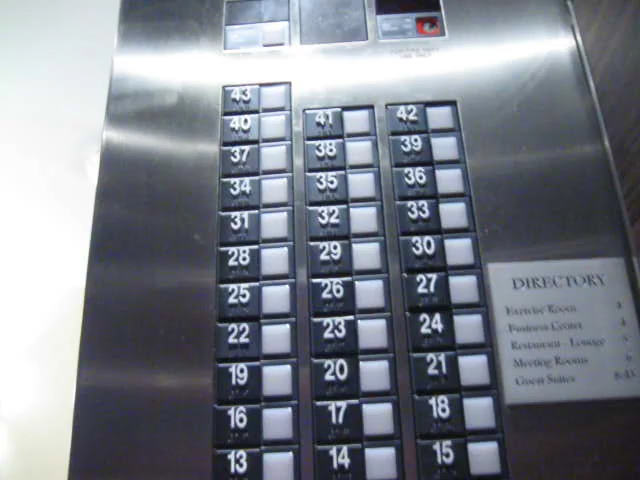 43
40 41 42
37 38 39
34 35 36
31 32 33
28 29 30
25 26 27
22 23 24
19 20 21
16 17 18
13 14 15
DIRECTORY
Exercise Room
Business Center
Restaurant - Lounge
Meeting Rooms
Guest Suites